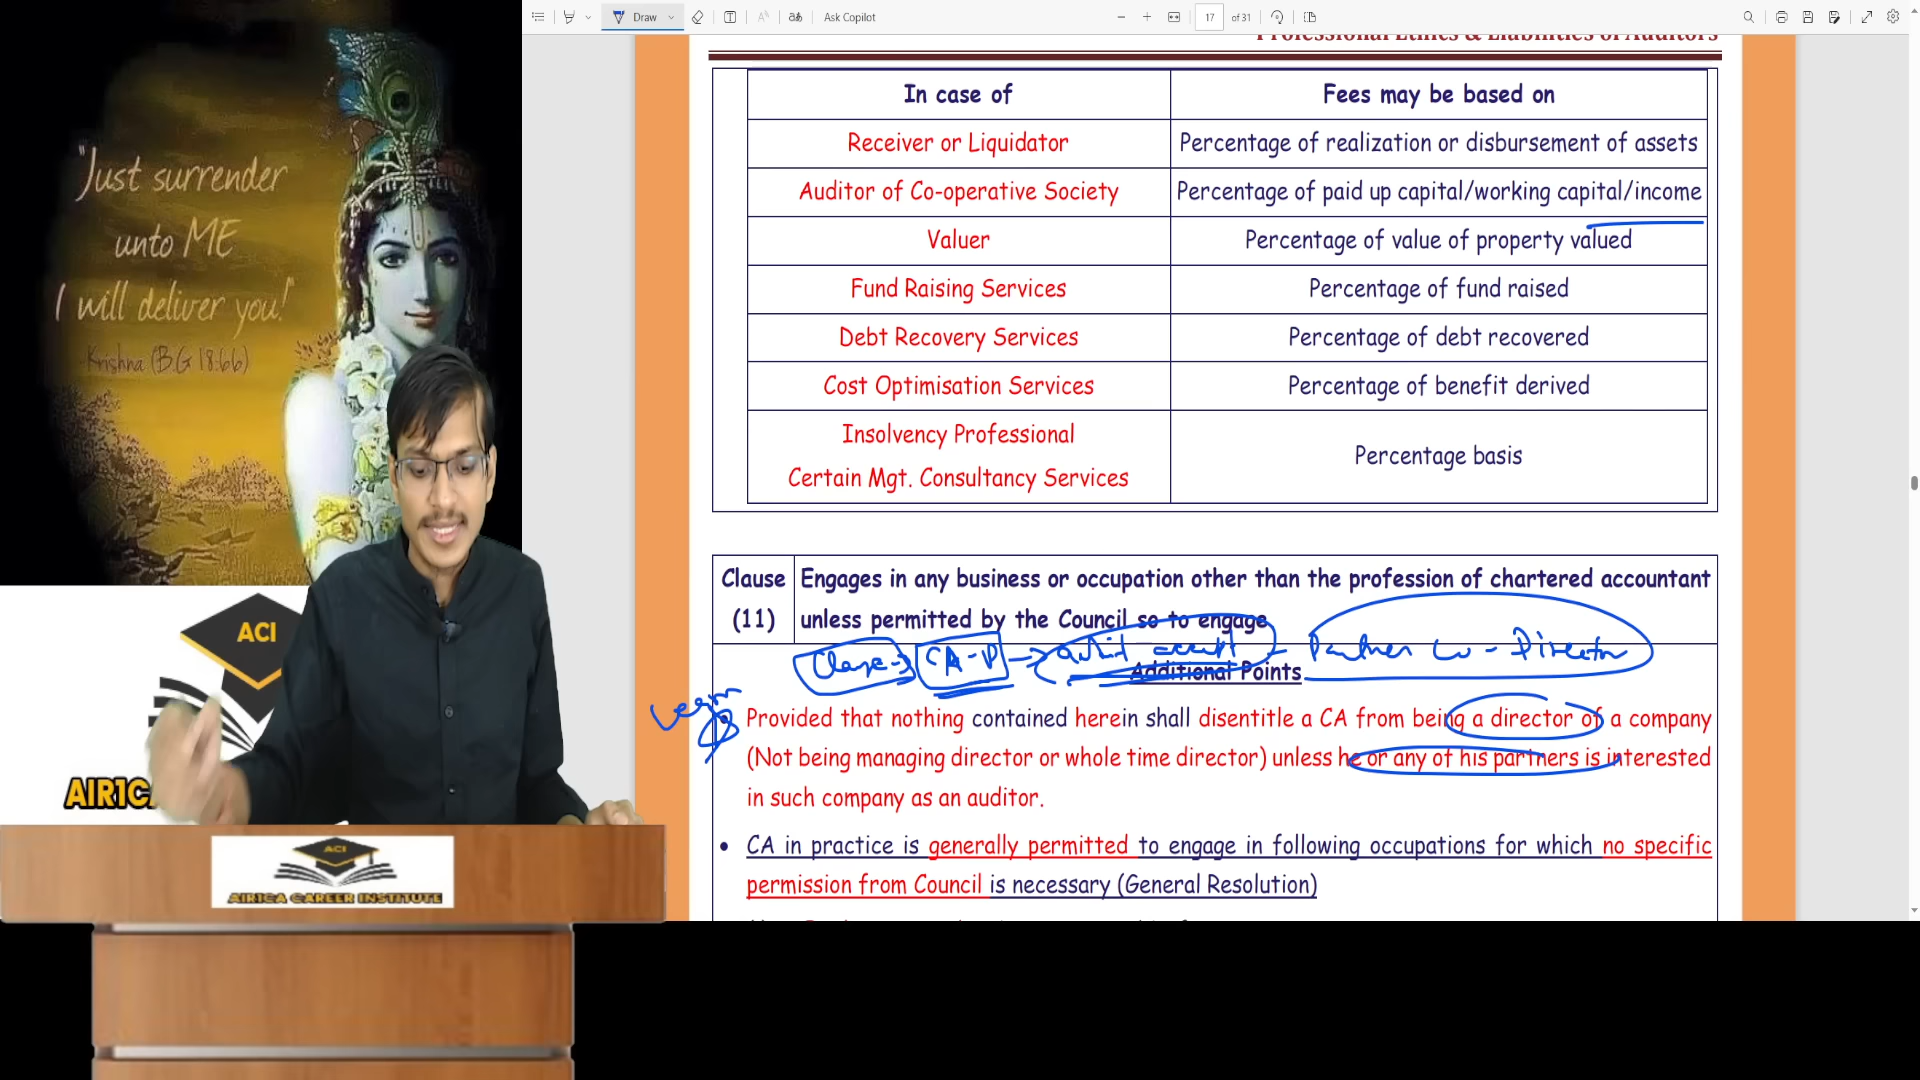 Draw
Ask Copilot
17 of 31
Professional Ethics & Liabilities of Auditors
"Just surrender
unto ME
I will deliver you!"
-Krishna (B.G 18:66)
In case of
Fees may be based on
Receiver or Liquidator
Percentage of realization or disbursement of assets
Auditor of Co-operative Society
Percentage of paid up capital/working capital/income
Valuer
Percentage of value of property valued
Fund Raising Services
Percentage of fund raised
Debt Recovery Services
Percentage of debt recovered
Cost Optimisation Services
Percentage of benefit derived
Insolvency Professional
Certain Mgt. Consultancy Services
Percentage basis
Clause
(11)
Engages in any business or occupation other than the profession of chartered accountant
unless permitted by the Council so to engage
CA-P
Partner Co - Director
Additional Points
Provided that nothing contained herein shall disentitle a CA from being a director of a company
(Not being managing director or whole time director) unless he or any of his partners is interested
in such company as an auditor.
• CA in practice is generally permitted to engage in following occupations for which no specific
permission from Council is necessary (General Resolution)
ACI
AIR1CA
ACI
AIR1CA CAREER INSTITUTE